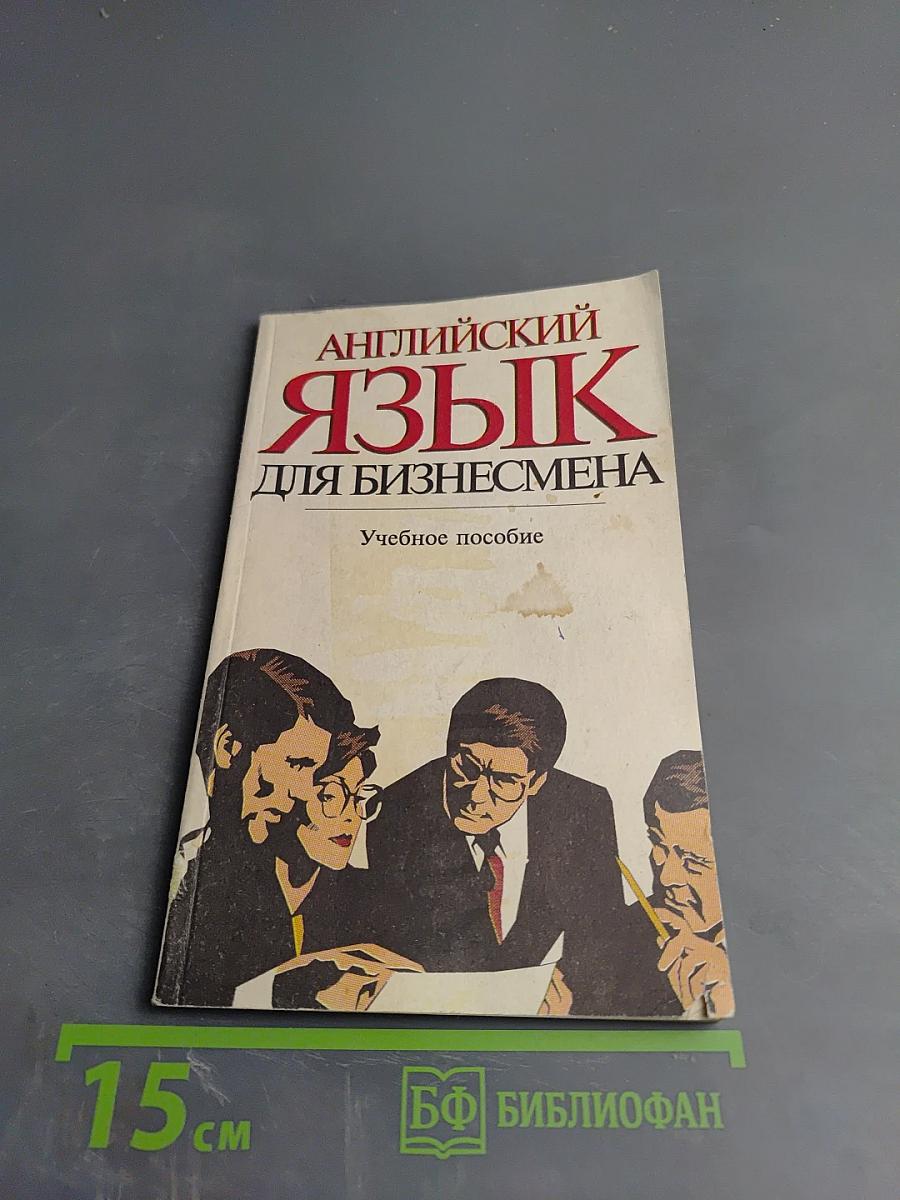 АНГЛИЙСКИЙ
ЯЗЫК
ДЛЯ БИЗНЕСМЕНА
Учебное пособие
15 см
БФ БИБЛИОФАН